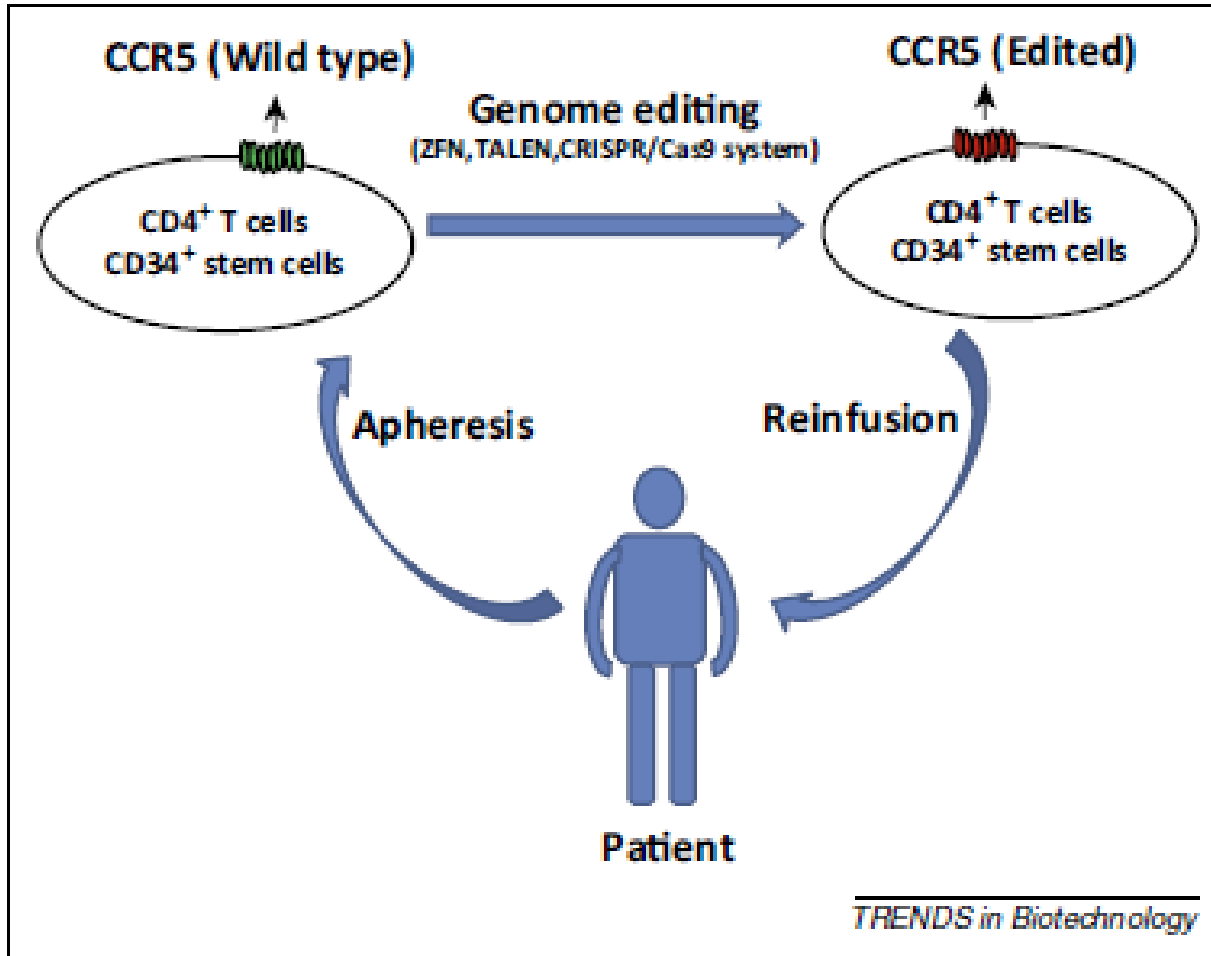 CCR5 (Wild type)
CCR5 (Edited)
Genome editing
(ZFN,TALEN,CRISPR/Cas9 system)
CD4⁺ T cells
CD34⁺ stem cells
CD4⁺ T cells
CD34⁺ stem cells
Apheresis
Reinfusion
Patient
TRENDS in Biotechnology